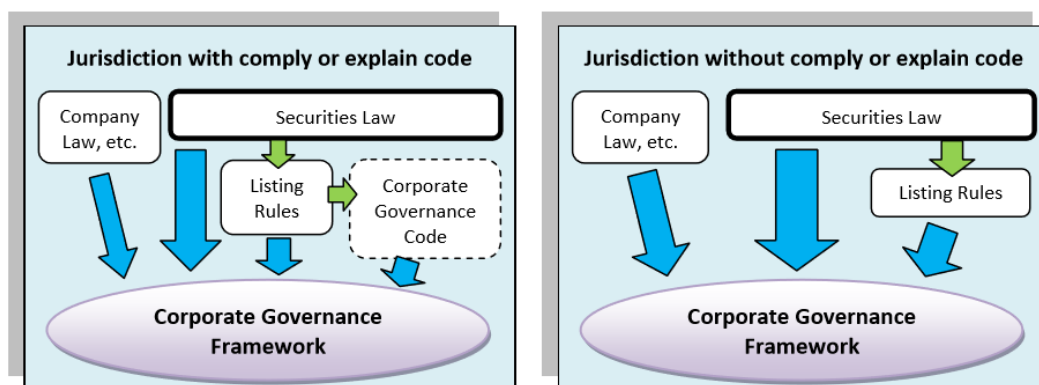 Jurisdiction with comply or explain code
Company
Law, etc.
Securities Law
Listing
Rules
Corporate
Governance
Code
Corporate Governance
Framework
Jurisdiction without comply or explain code
Company
Law, etc.
Securities Law
Listing Rules
Corporate Governance
Framework